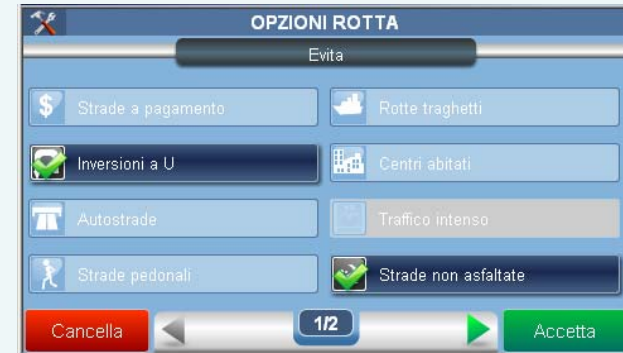 OPZIONI ROTTA
Evita
Strade a pagamento
Rotte traghetti
Inversioni a U
Centri abitati
Autostrade
Traffico intenso
Strade pedonali
Strade non asfaltate
Cancella
1/2
Accetta